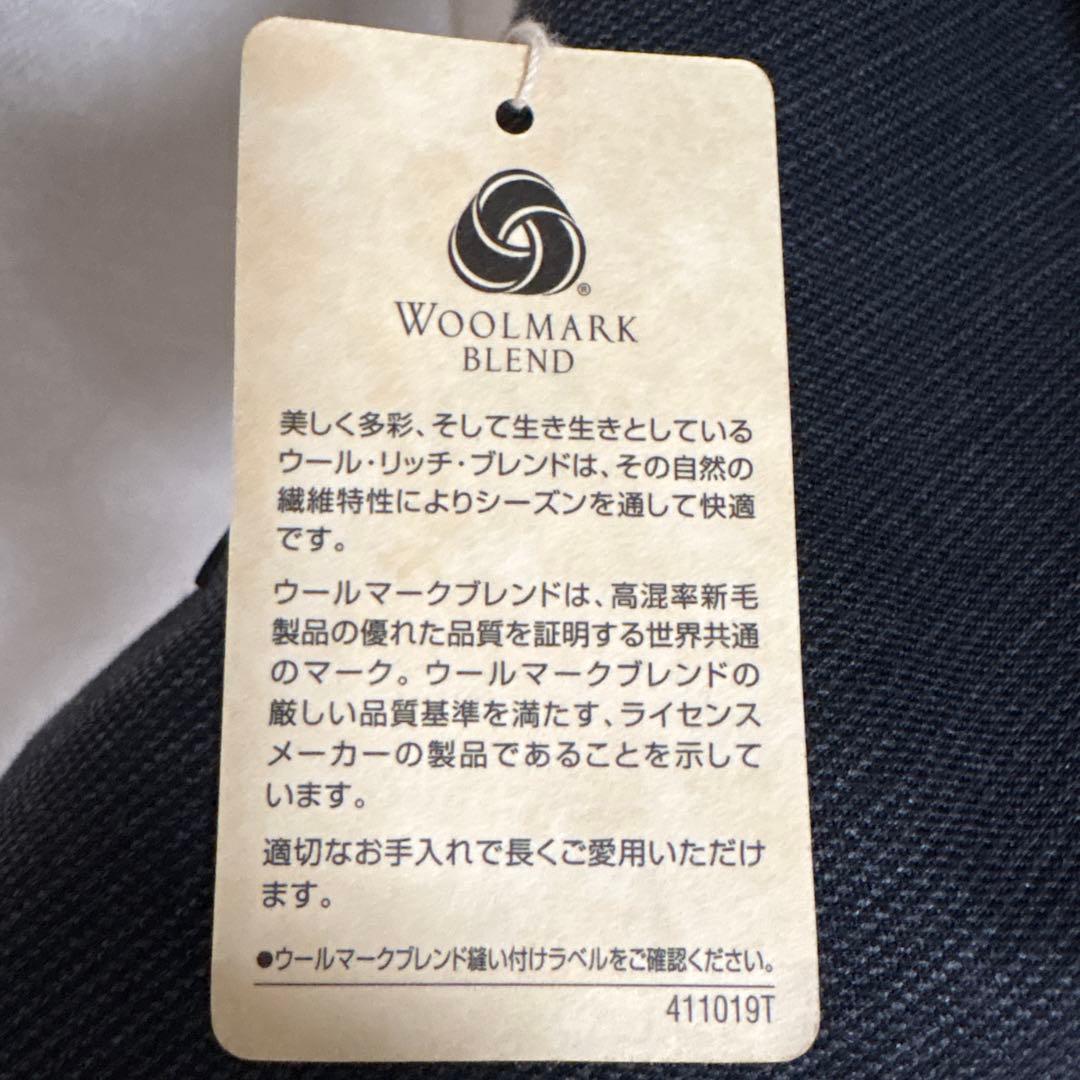 ®
WOOLMARK
BLEND
美しく多彩、そして生き生きとしている
ウール・リッチ・ブレンドは、その自然の
繊維特性によりシーズンを通して快適
です。
ウールマークブレンドは、高混率新毛
製品の優れた品質を証明する世界共通
のマーク。ウールマークブレンドの
厳しい品質基準を満たす、ライセンス
メーカーの製品であることを示して
います。
適切なお手入れで長くご愛用いただけ
ます。
●ウールマークブレンド縫い付けラベルをご確認ください。
411019T